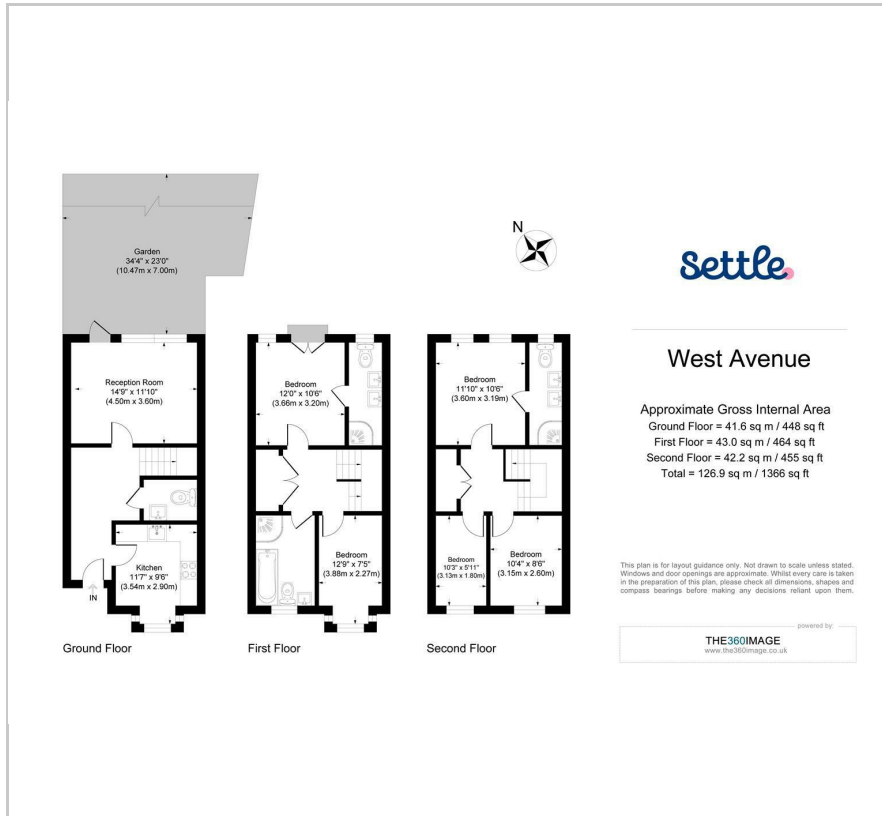 Garden
34'4" x 23'0"
(10.47m x 7.00m)
N
Reception Room
14'9" x 11'10"
(4.50m x 3.60m)
Kitchen
11'7" x 9'6"
(3.54m x 2.90m)
IN
Ground Floor
Bedroom
12'0" x 10'6"
(3.66m x 3.20m)
Bedroom
12'9" x 7'5"
(3.88m x 2.27m)
First Floor
Bedroom
11'10" x 10'6"
(3.60m x 3.19m)
Bedroom
10'3" x 5'11"
(3.13m x 1.80m)
Bedroom
10'4" x 8'6"
(3.15m x 2.60m)
Second Floor
Settle
West Avenue
Approximate Gross Internal Area
Ground Floor = 41.6 sq m / 448 sq ft
First Floor = 43.0 sq m / 464 sq ft
Second Floor = 42.2 sq m / 455 sq ft
Total = 126.9 sq m / 1366 sq ft
This plan is for layout guidance only. Not drawn to scale unless stated.
Windows and door openings are approximate. Whilst every care is taken
in the preparation of this plan, please check all dimensions, shapes and
compass bearings before making any decisions reliant upon them.
powered by:
THE360IMAGE
www.the360image.co.uk